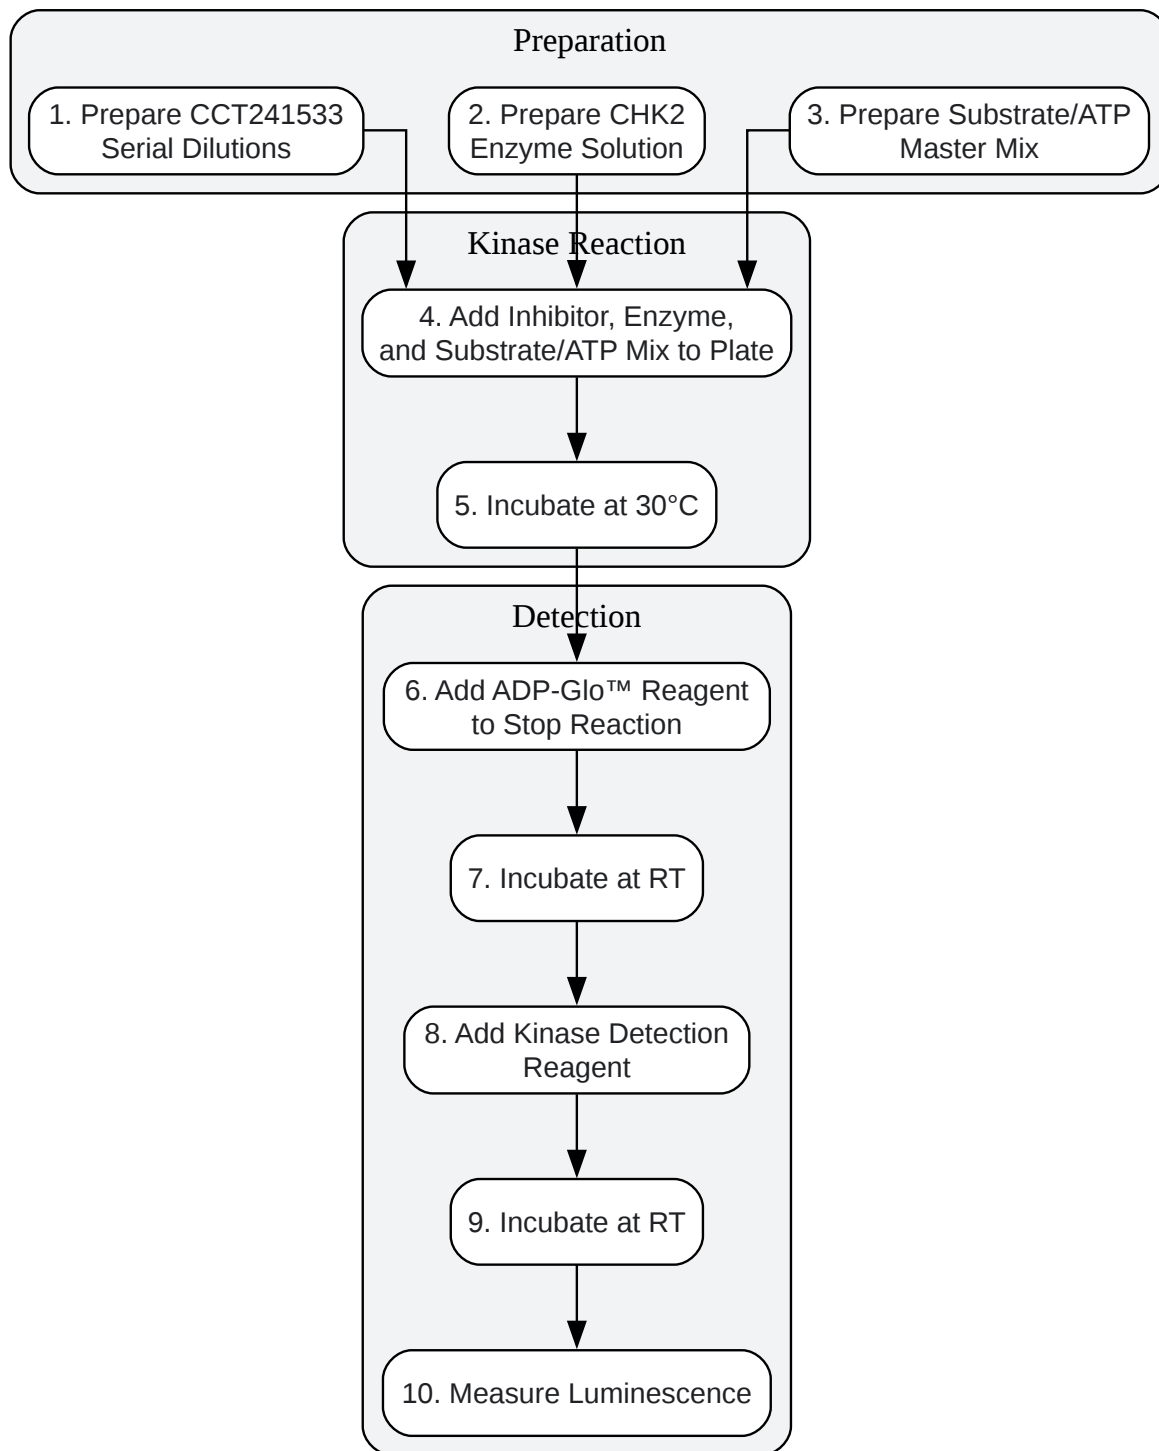 Preparation
1. Prepare CCT241533
Serial Dilutions
2. Prepare CHK2
Enzyme Solution
3. Prepare Substrate/ATP
Master Mix
Kinase Reaction
4. Add Inhibitor, Enzyme,
and Substrate/ATP Mix to Plate
5. Incubate at 30°C
Detection
6. Add ADP-Glo™ Reagent
to Stop Reaction
7. Incubate at RT
8. Add Kinase Detection
Reagent
9. Incubate at RT
10. Measure Luminescence